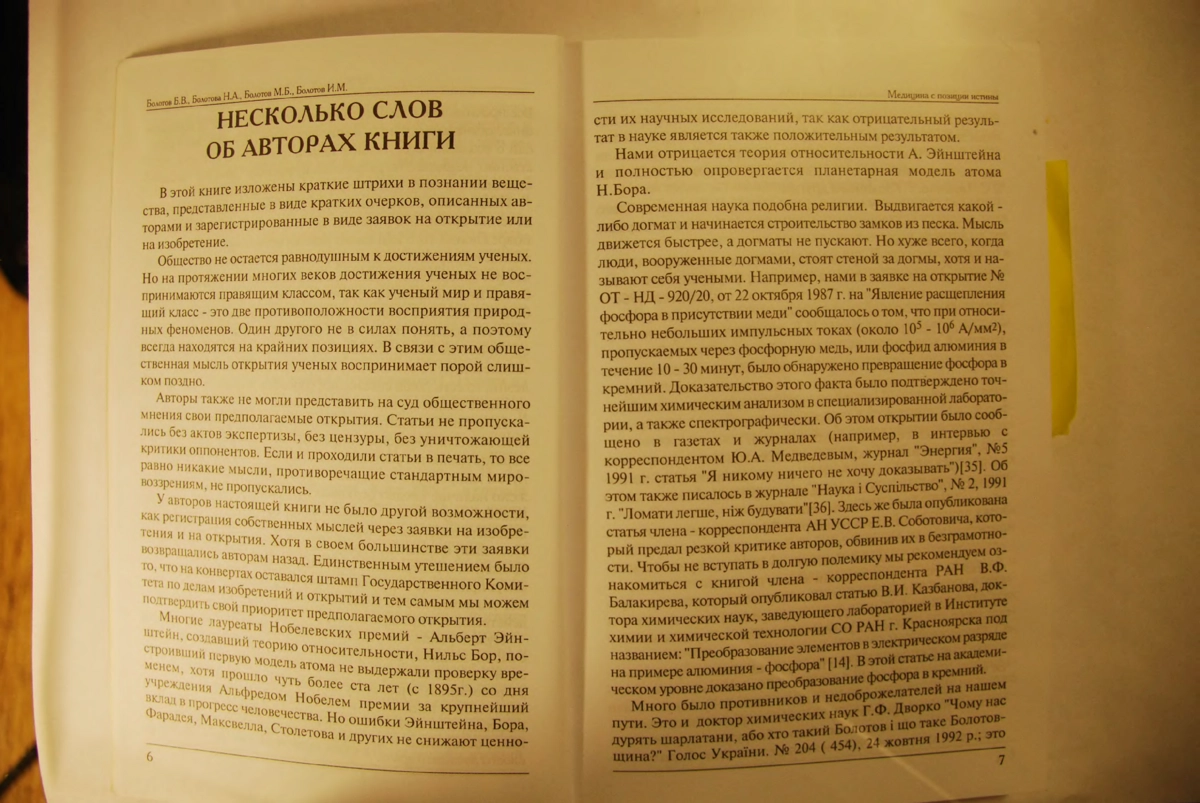 Болотов Б.В., Болотова Н.А., Болотов М.Б., Болотов И.М.
НЕСКОЛЬКО СЛОВ
ОБ АВТОРАХ КНИГИ
В этой книге изложены краткие штрихи в познании веще-
ства, представленные в виде кратких очерков, описанных ав-
торами и зарегистрированные в виде заявок на открытие или
на изобретение.
Общество не остается равнодушным к достижениям ученых.
Но на протяжении многих веков достижения ученых не вос-
принимаются правящим классом, так как ученый мир и правя-
щий класс - это две противоположности восприятия природ-
ных феноменов. Один другого не в силах понять, а поэтому
всегда находятся на крайних позициях. В связи с этим обще-
ственная мысль открытия ученых воспринимает порой слиш-
ком поздно.
Авторы также не могли представить на суд общественного
мнения свои предполагаемые открытия. Статьи не пропуска-
лись без актов экспертизы, без цензуры, без уничтожающей
критики оппонентов. Если и проходили статьи в печать, то все
равно никакие мысли, противоречащие стандартным миро-
воззрениям, не пропускались.
У авторов настоящей книги не было другой возможности,
как регистрация собственных мыслей через заявки на изобре-
тения и на открытия. Хотя в своем большинстве эти заявки
возвращались авторам назад. Единственным утешением было
то, что на конвертах оставался штамп Государственного Коми-
тета по делам изобретений и открытий и тем самым мы можем
подтвердить свой приоритет предполагаемого открытия.
Многие лауреаты Нобелевских премий - Альберт Эйн-
штейн, создавший теорию относительности, Нильс Бор, по-
строивший первую модель атома не выдержали проверку вре-
менем, хотя прошло чуть более ста лет (с 1895г.) со дня
учреждения Альфредом Нобелем премии за крупнейший
вклад в прогресс человечества. Но ошибки Эйнштейна, Бора,
Фарадея, Максвелла, Столетова и других не снижают ценно-
6
Медицина с позиции истины
сти их научных исследований, так как отрицательный резуль-
тат в науке является также положительным результатом.
Нами отрицается теория относительности А. Эйнштейна
и полностью опровергается планетарная модель атома
Н.Бора.
Современная наука подобна религии. Выдвигается какой -
либо догмат и начинается строительство замков из песка. Мысль
движется быстрее, а догматы не пускают. Но хуже всего, когда
люди, вооруженные догмами, стоят стеной за догмы, хотя и на-
зывают себя учеными. Например, нами в заявке на открытие №
ОТ - НД - 920/20, от 22 октября 1987 г. на "Явление расщепления
фосфора в присутствии меди" сообщалось о том, что при относи-
тельно небольших импульсных токах (около 10⁵ - 10⁶ А/мм²),
пропускаемых через фосфорную медь, или фосфид алюминия в
течение 10 - 30 минут, было обнаружено превращение фосфора в
кремний. Доказательство этого факта было подтверждено точ-
нейшим химическим анализом в специализированной лаборато-
рии, а также спектрографически. Об этом открытии было сооб-
щено в газетах и журналах (например, в интервью с
корреспондентом Ю.А. Медведевым, журнал "Энергия", №5
1991 г. статья "Я никому ничего не хочу доказывать")[35]. Об
этом также писалось в журнале "Наука і Суспільство", № 2, 1991
г. "Ломати легше, ніж будувати"[36]. Здесь же была опубликована
статья члена - корреспондента АН УССР Е.В. Соботовича, кото-
рый предал резкой критике авторов, обвинив их в безграмотно-
сти. Чтобы не вступать в долгую полемику мы рекомендуем оз-
накомиться с книгой члена - корреспондента РАН В.Ф.
Балакирева, который опубликовал статью В.И. Казбанова, док-
тора химических наук, заведующего лабораторией в Институте
химии и химической технологии СО РАН г. Красноярска под
названием: "Преобразование элементов в электрическом разряде
на примере алюминия - фосфора" [14]. В этой статье на академи-
ческом уровне доказано преобразование фосфора в кремний.
Много было противников и недоброжелателей на нашем
пути. Это и доктор химических наук Г.Ф. Дворко "Чому нас
дурять шарлатани, або хто такий Болотов і що таке Болотов-
щина?" Голос України. № 204 ( 454), 24 жовтня 1992 р.; это
7